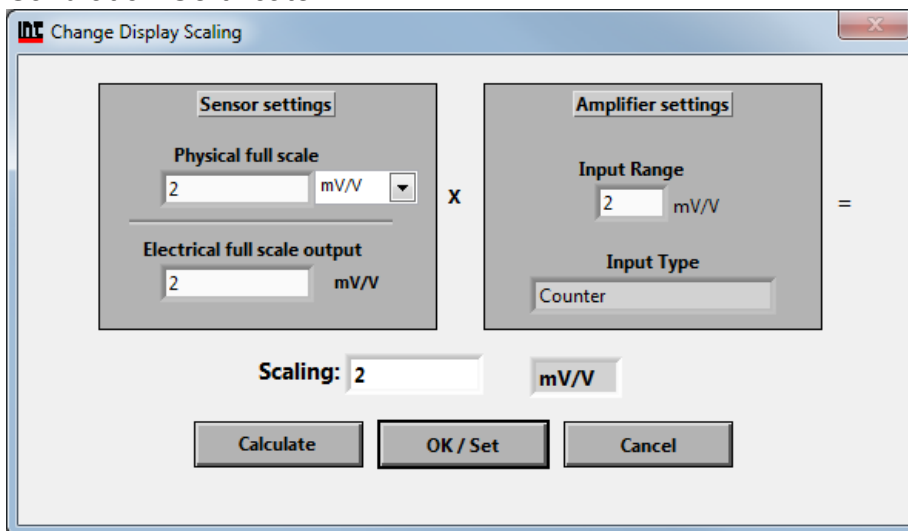 Change Display Scaling
Sensor settings
Physical full scale
2 mV/V
Electrical full scale output
2 mV/V
x
Amplifier settings
Input Range
2 mV/V
Input Type
Counter
=
Scaling: 2 mV/V
Calculate OK / Set Cancel